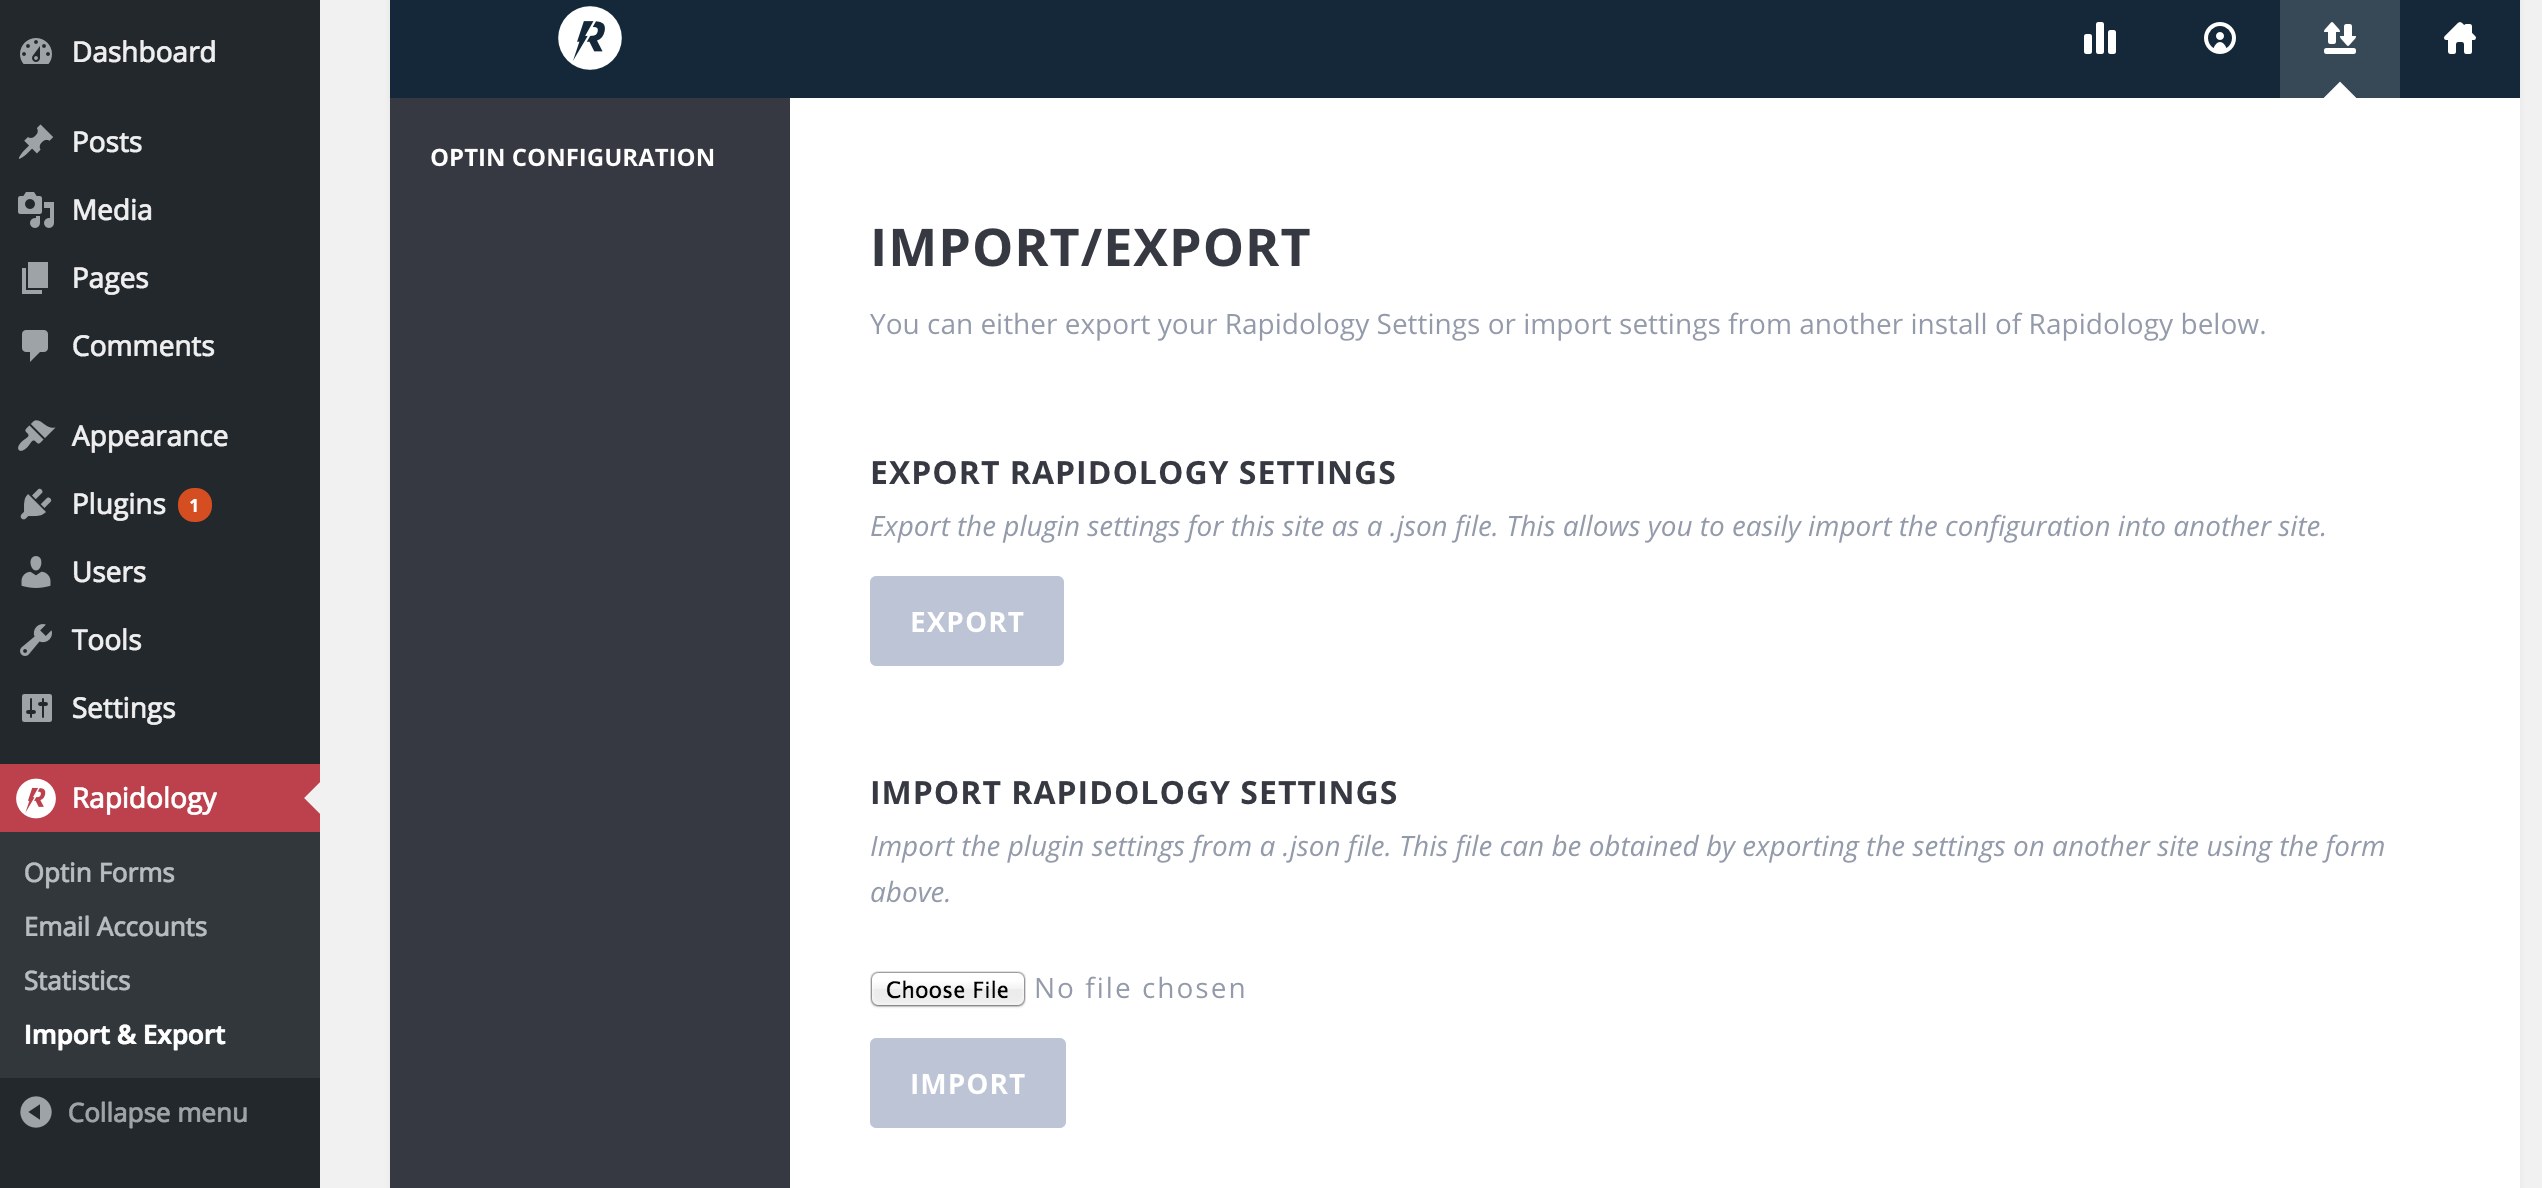 Dashboard
Posts
Media
Pages
Comments
Appearance
Plugins 1
Users
Tools
Settings
Rapidology
Optin Forms
Email Accounts
Statistics
Import & Export
Collapse menu
OPTIN CONFIGURATION
IMPORT/EXPORT
You can either export your Rapidology Settings or import settings from another install of Rapidology below.
EXPORT RAPIDOLOGY SETTINGS
Export the plugin settings for this site as a .json file. This allows you to easily import the configuration into another site.
EXPORT
IMPORT RAPIDOLOGY SETTINGS
Import the plugin settings from a .json file. This file can be obtained by exporting the settings on another site using the form
above.
Choose File No file chosen
IMPORT